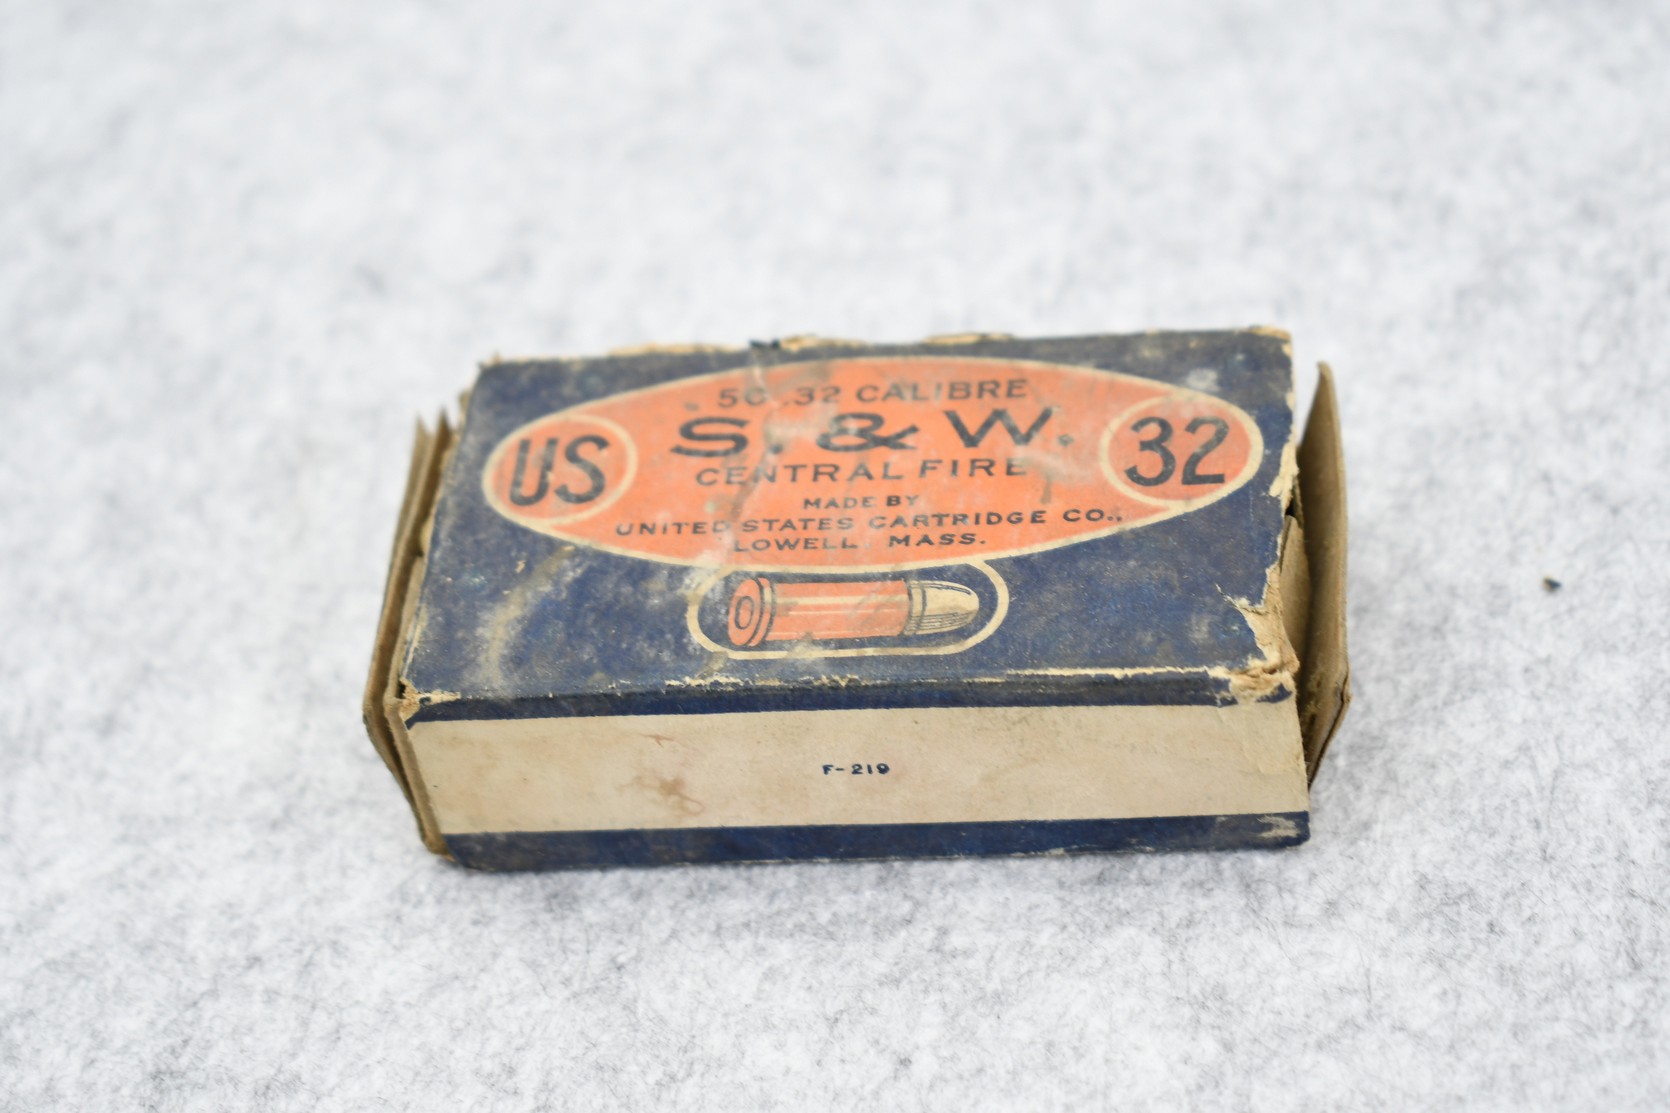 50 .32 CALIBRE
S. & W.
CENTRAL FIRE
US
32
MADE BY
UNITED STATES CARTRIDGE CO.,
LOWELL, MASS.
F-219